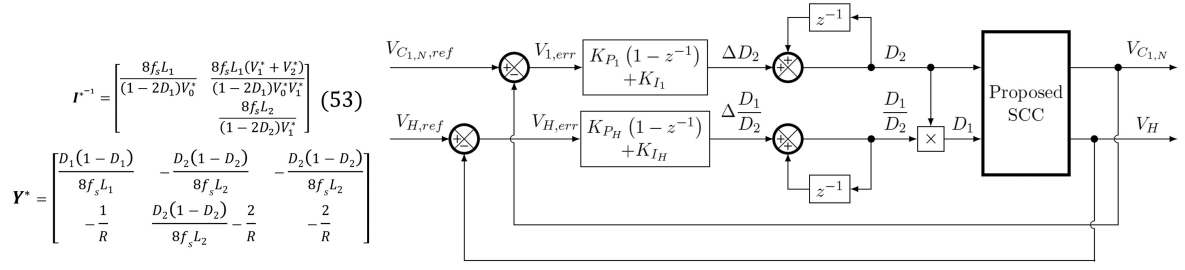 I*⁻¹ = [ 8f_sL_1 / (1 − 2D_1)V_0^*   8f_sL_1(V_1^* + V_2^*) / (1 − 2D_1)V_0^*V_1^* ]
[ 8f_sL_2 / (1 − 2D_2)V_1^* ]
(53)
Y* = [ D_1(1 − D_1) / 8f_sL_1   − D_2(1 − D_2) / 8f_sL_2   − D_2(1 − D_2) / 8f_sL_2 ]
[ − 1/R   D_2(1 − D_2) / 8f_sL_2 − 2/R   − 2/R ]
z⁻¹
V_{C_{1,N},ref}
+
−
V_{1,err}
K_{P_1} (1 − z⁻¹)
+K_{I_1}
ΔD_2
+
+
D_2
V_{C_{1,N}}
Proposed
SCC
V_{H,ref}
+
−
V_{H,err}
K_{P_H} (1 − z⁻¹)
+K_{I_H}
Δ D_1/D_2
+
+
D_1/D_2
×
D_1
V_H
z⁻¹